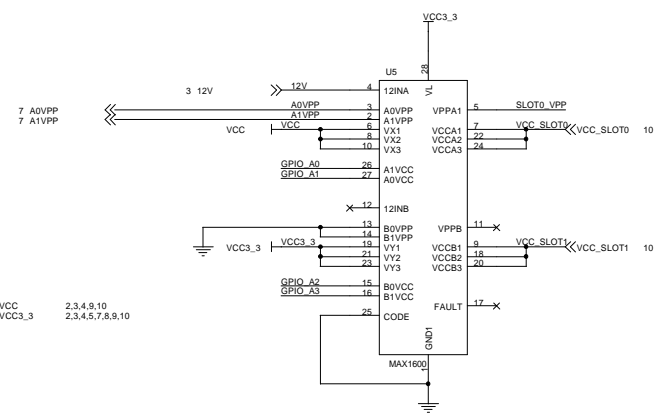 VCC3_3
28
U5
VL
3 12V 12V 4 12INA
7 A0VPP A0VPP 3 A0VPP VPPA1 5 SLOT0_VPP
7 A1VPP A1VPP 2 A1VPP
VCC VCC 6 VX1 VCCA1 7 VCC_SLOT0 VCC_SLOT0 10
8 VX2 VCCA2 22
10 VX3 VCCA3 24
GPIO_A0 26 A1VCC
GPIO_A1 27 A0VCC
12 12INB
13 B0VPP VPPB 11
14 B1VPP
VCC3_3 VCC3_3 19 VY1 VCCB1 9 VCC_SLOT1 VCC_SLOT1 10
21 VY2 VCCB2 18
23 VY3 VCCB3 20
GPIO_A2 15 B0VCC
GPIO_A3 16 B1VCC
FAULT 17
VCC 2,3,4,9,10
VCC3_3 2,3,4,5,7,8,9,10
25 CODE
GND1
MAX1600
1